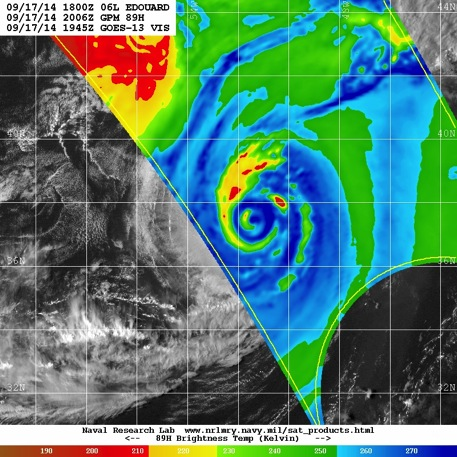 09/17/14 1800Z 06L EDOUARD
09/17/14 2006Z GPM 89H
09/17/14 1945Z GOES-13 VIS
44N
40N
40N
36N
36N
32N
32N
Naval Research Lab www.nrlmry.navy.mil/sat_products.html
<-- 89H Brightness Temp (Kelvin) -->
190 200 210 220 230 240 250 260 270